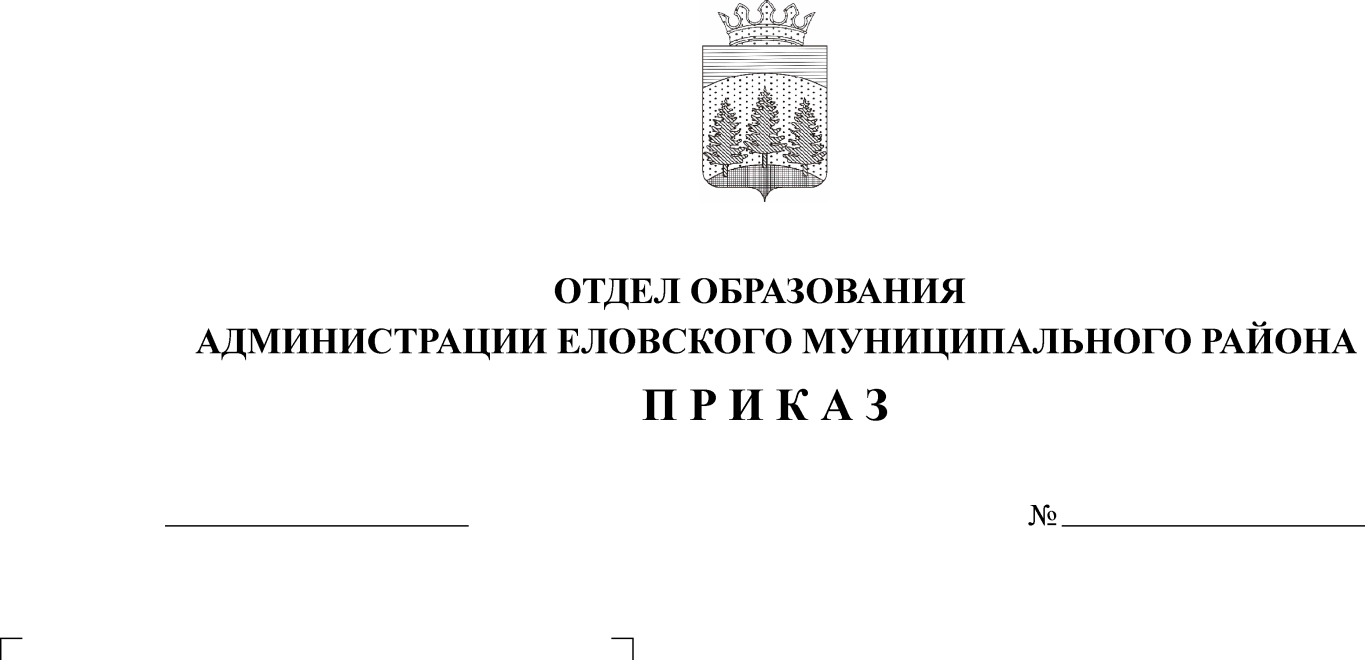 ОТДЕЛ ОБРАЗОВАНИЯ
АДМИНИСТРАЦИИ ЕЛОВСКОГО МУНИЦИПАЛЬНОГО РАЙОНА
П Р И К А З
№